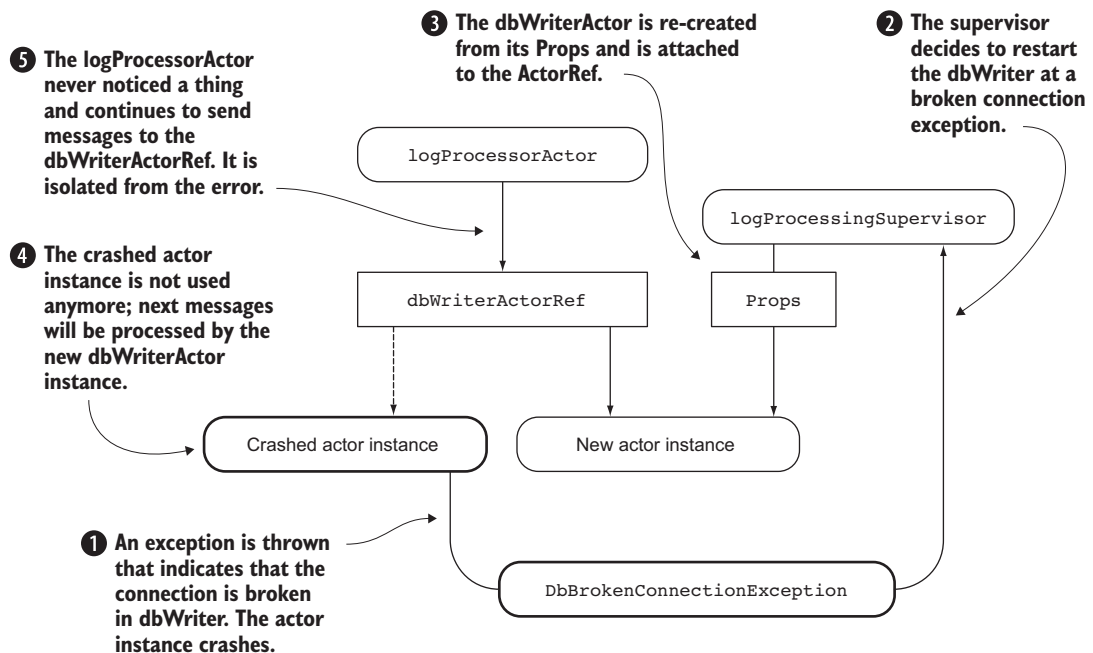 3 The dbWriterActor is re-created
from its Props and is attached
to the ActorRef.
2 The supervisor
decides to restart
the dbWriter at a
broken connection
exception.
5 The logProcessorActor
never noticed a thing
and continues to send
messages to the
dbWriterActorRef. It is
isolated from the error.
logProcessorActor
logProcessingSupervisor
4 The crashed actor
instance is not used
anymore; next messages
will be processed by the
new dbWriterActor
instance.
dbWriterActorRef
Props
Crashed actor instance
New actor instance
1 An exception is thrown
that indicates that the
connection is broken
in dbWriter. The actor
instance crashes.
DbBrokenConnectionException